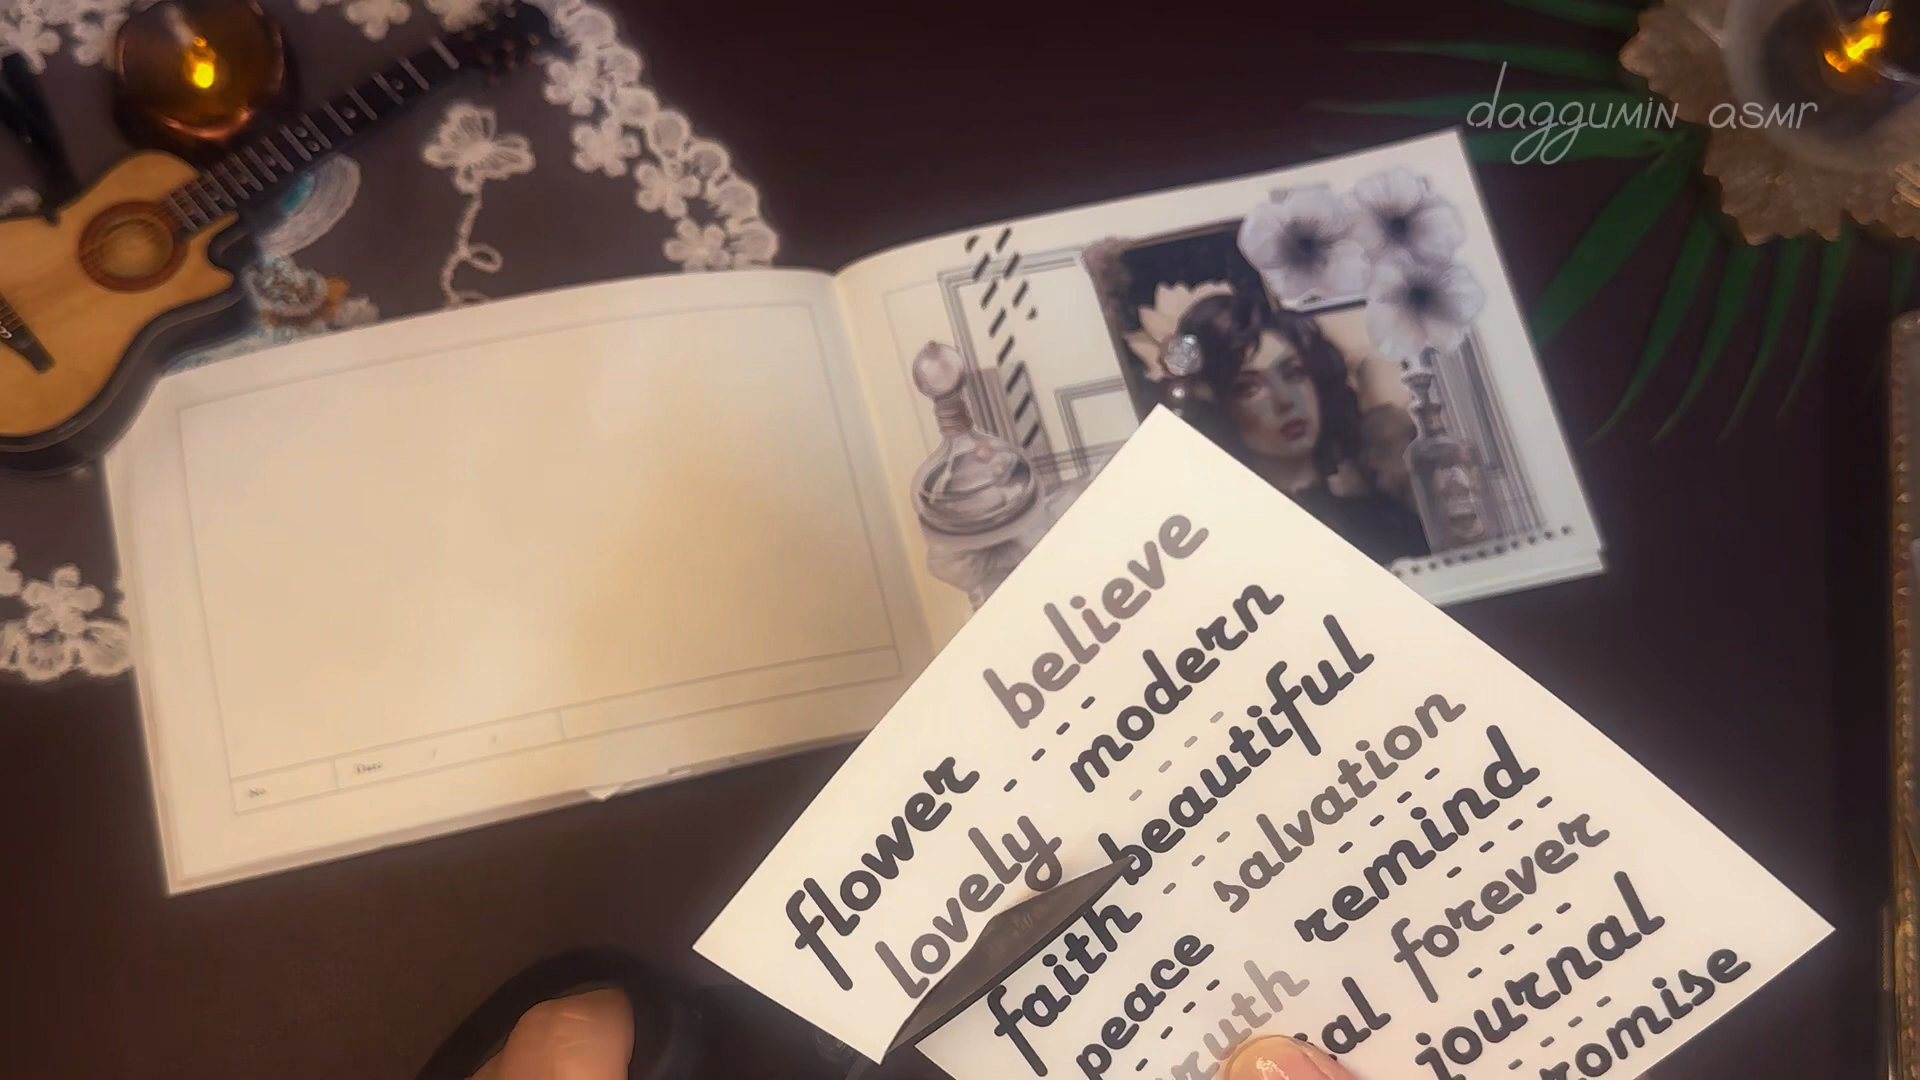 daggumin asmr
No.
Date
believe
flower modern
lovely beautiful
faith salvation
peace remind
forever
journal